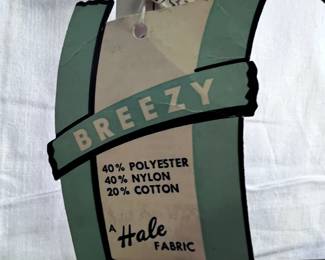 BREEZY
40% POLYESTER
40% NYLON
20% COTTON
A Hale
FABRIC